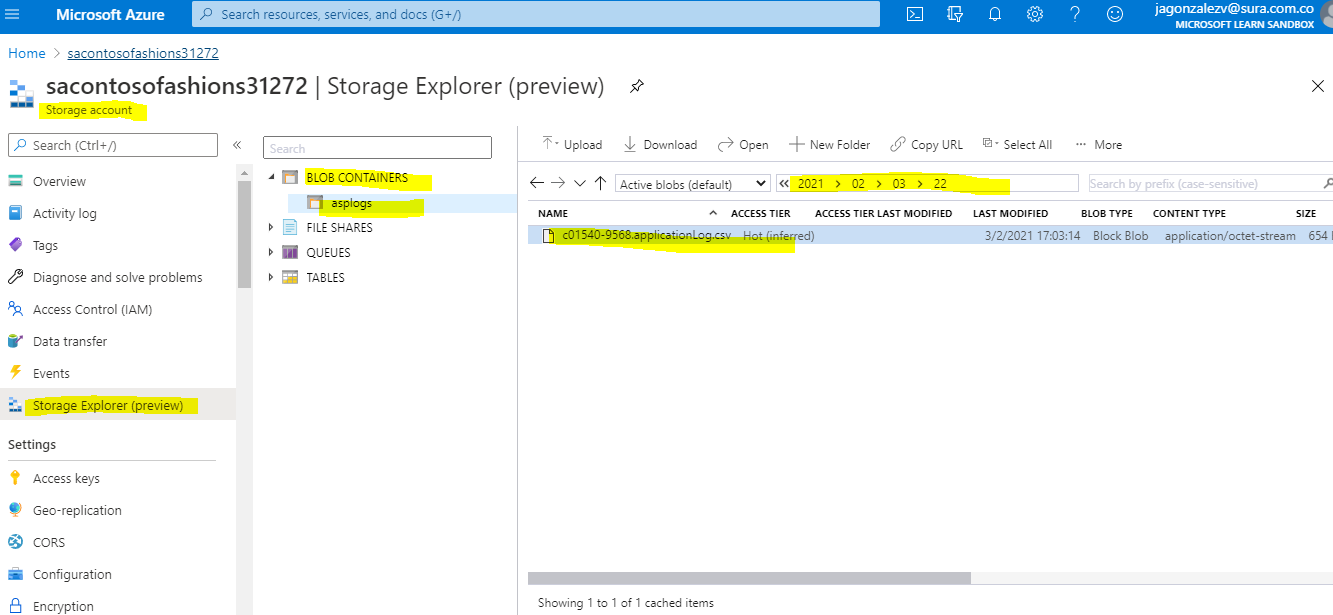 Microsoft Azure
Search resources, services, and docs (G+/)
jagonzalezv@sura.com.co
MICROSOFT LEARN SANDBOX
Home > sacontosofashions31272
sacontosofashions31272 | Storage Explorer (preview)
Storage account
Search (Ctrl+/)
«
Overview
Activity log
Tags
Diagnose and solve problems
Access Control (IAM)
Data transfer
Events
Storage Explorer (preview)
Settings
Access keys
Geo-replication
CORS
Configuration
Encryption
Search
BLOB CONTAINERS
asplogs
FILE SHARES
QUEUES
TABLES
Upload Download Open New Folder Copy URL Select All ··· More
Active blobs (default) « 2021 > 02 > 03 > 22 Search by prefix (case-sensitive)
NAME ACCESS TIER ACCESS TIER LAST MODIFIED LAST MODIFIED BLOB TYPE CONTENT TYPE SIZE
c01540-9568.applicationLog.csv Hot (inferred) 3/2/2021 17:03:14 Block Blob application/octet-stream 654
Showing 1 to 1 of 1 cached items